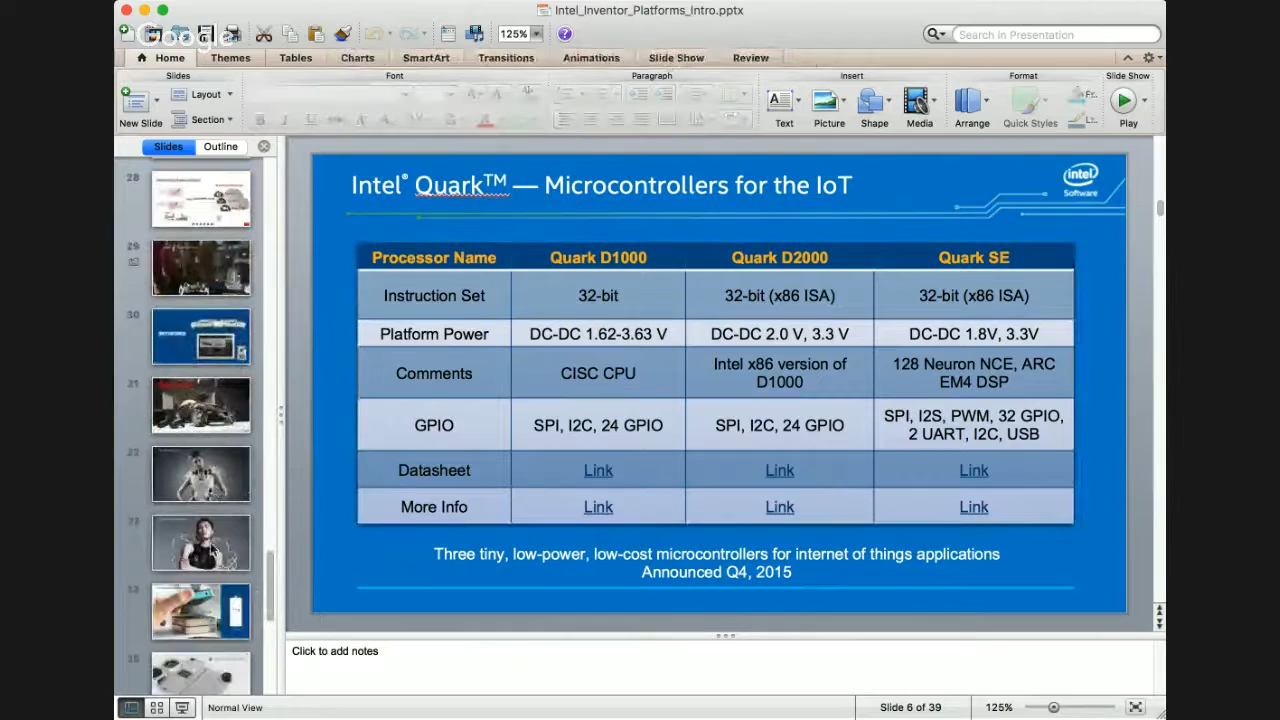 Intel_Inventor_Platforms_Intro.pptx
Google
125%
Search in Presentation
Home Themes Tables Charts SmartArt Transitions Animations Slide Show Review
Slides Font Paragraph Insert Format Slide Show
Layout
Section
New Slide
Text Picture Shape Media Arrange Quick Styles Play
Slides Outline
28
29
30
Intel® Quark™ — Microcontrollers for the IoT
intel
Software
Processor Name Quark D1000 Quark D2000 Quark SE
Instruction Set 32-bit 32-bit (x86 ISA) 32-bit (x86 ISA)
Platform Power DC-DC 1.62-3.63 V DC-DC 2.0 V, 3.3 V DC-DC 1.8V, 3.3V
Comments CISC CPU Intel x86 version of D1000 128 Neuron NCE, ARC EM4 DSP
GPIO SPI, I2C, 24 GPIO SPI, I2C, 24 GPIO SPI, I2S, PWM, 32 GPIO, 2 UART, I2C, USB
Datasheet Link Link Link
More Info Link Link Link
Three tiny, low-power, low-cost microcontrollers for internet of things applications
Announced Q4, 2015
Click to add notes
Normal View Slide 6 of 39 125%